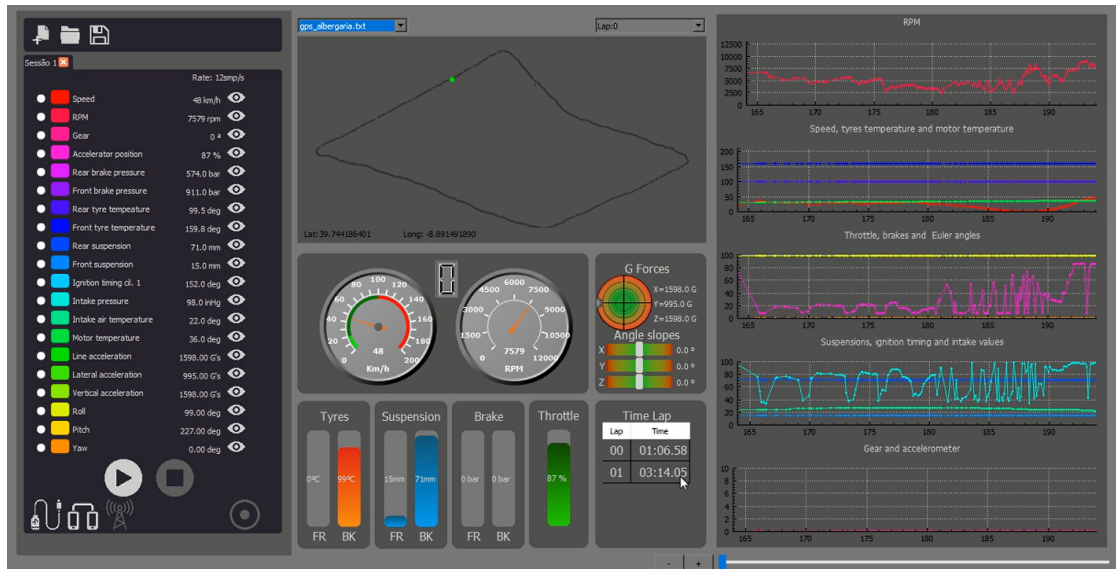 Sessão 1
Rate: 12smp/s
Speed 48 km/h
RPM 7579 rpm
Gear 0 ª
Accelerator position 87 %
Rear brake pressure 574.0 bar
Front brake pressure 911.0 bar
Rear tyre tempeature 99.5 deg
Front tyre temperature 159.8 deg
Rear suspension 71.0 mm
Front suspension 15.0 mm
Ignition timing cil. 1 152.0 deg
Intake pressure 98.0 inHg
Intake air temperature 22.0 deg
Motor temperature 36.0 deg
Line acceleration 1598.00 G's
Lateral acceleration 995.00 G's
Vertical acceleration 1598.00 G's
Roll 99.00 deg
Pitch 227.00 deg
Yaw 0.00 deg
gps_albergaria.txt
Lap:0
Lat: 39.744186401 Long: -8.891491890
0 20 40 60 80 100 120 140 160 180 200
48
Km/h
0
0 1500 3000 4500 6000 7500 9000 12000
7579
RPM
G Forces
X=1598.0 G
Y=995.0 G
Z=1598.0 G
Angle slopes
X 0.0 º
Y 0.0 º
Z 0.0 º
Tyres
0ºC 99ºC
FR BK
Suspension
15mm 71mm
FR BK
Brake
0 bar 0 bar
FR BK
Throttle
87 %
Time Lap
Lap Time
00 01:06.58
01 03:14.05
- +
RPM
12500
10000
7500
5000
2500
0
165 170 175 180 185 190
Speed, tyres temperature and motor temperature
200
150
100
50
0
165 170 175 180 185 190
Throttle, brakes and Euler angles
100
80
60
40
20
0
165 170 175 180 185 190
Suspensions, ignition timing and intake values
100
80
60
40
20
0
165 170 175 180 185 190
Gear and accelerometer
10
8
6
4
2
0
165 170 175 180 185 190